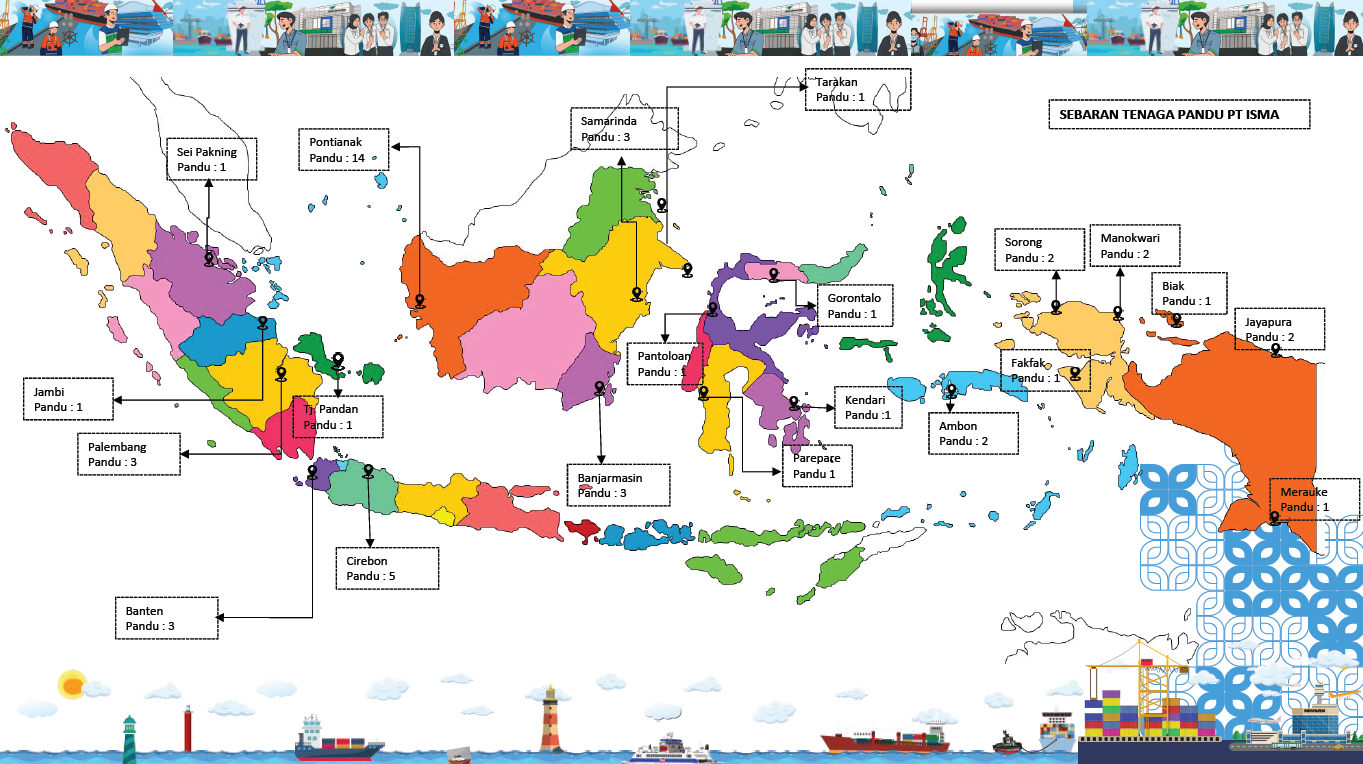 Tarakan
Pandu : 1
SEBARAN TENAGA PANDU PT ISMA
Samarinda
Pandu : 3
Pontianak
Pandu : 14
Sei Pakning
Pandu : 1
Sorong
Pandu : 2
Manokwari
Pandu : 2
Biak
Pandu : 1
Gorontalo
Pandu : 1
Jayapura
Pandu : 2
Pantoloan
Pandu : 1
Fakfak
Pandu : 1
Jambi
Pandu : 1
Tj. Pandan
Pandu : 1
Kendari
Pandu :1
Ambon
Pandu : 2
Palembang
Pandu : 3
Parepare
Pandu 1
Banjarmasin
Pandu : 3
Merauke
Pandu : 1
Cirebon
Pandu : 5
Banten
Pandu : 3